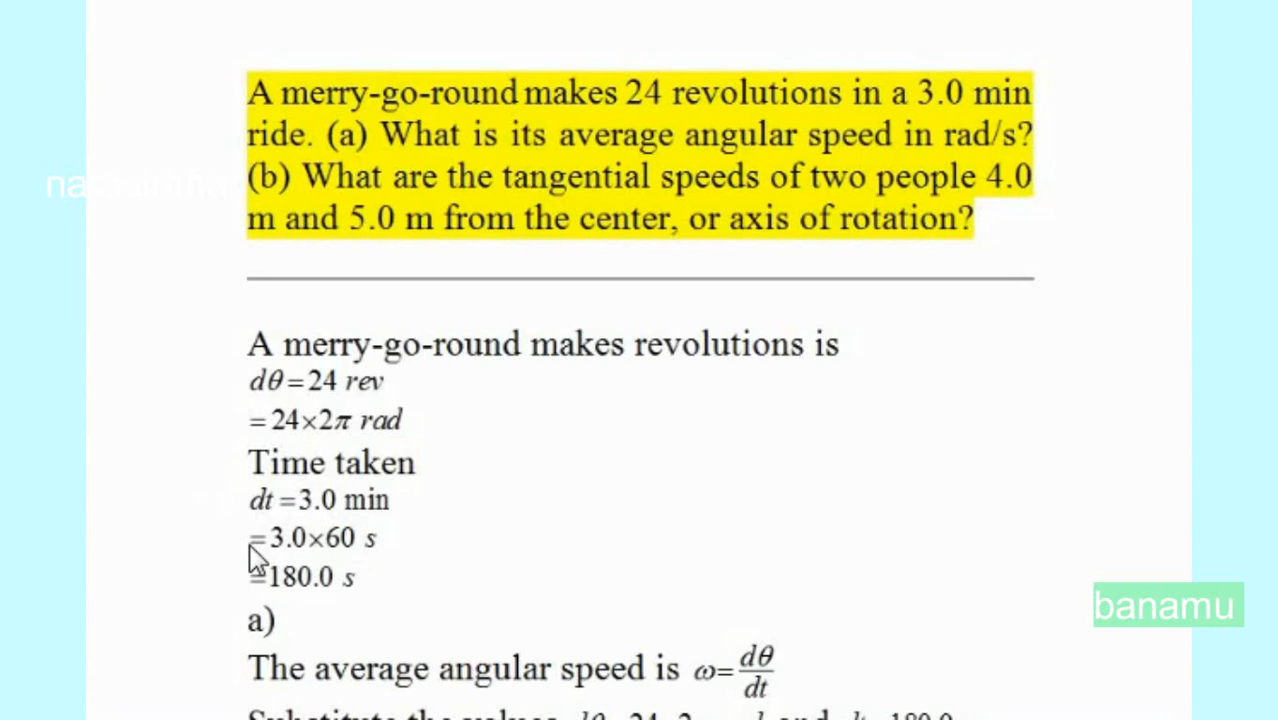 A merry-go-round makes 24 revolutions in a 3.0 min
ride. (a) What is its average angular speed in rad/s?
(b) What are the tangential speeds of two people 4.0
m and 5.0 m from the center, or axis of rotation?
A merry-go-round makes revolutions is
dθ = 24 rev
= 24×2π rad
Time taken
dt = 3.0 min
= 3.0×60 s
= 180.0 s
banamu
a)
The average angular speed is ω = dθ/dt